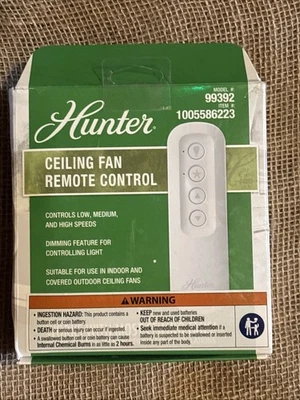 MODEL #:
99392
ITEM #:
1005586223
Hunter®
CEILING FAN
REMOTE CONTROL
CONTROLS LOW, MEDIUM,
AND HIGH SPEEDS
DIMMING FEATURE FOR
CONTROLLING LIGHT
SUITABLE FOR USE IN INDOOR AND
COVERED OUTDOOR CEILING FANS
Hunter
WARNING
• INGESTION HAZARD: This product contains a
button cell or coin battery.
• DEATH or serious injury can occur if ingested.
• A swallowed button cell or coin battery can cause
Internal Chemical Burns in as little as 2 hours.
• KEEP new and used batteries
OUT OF REACH OF CHILDREN
• Seek immediate medical attention if a
battery is suspected to be swallowed or inserted
inside any part of the body.